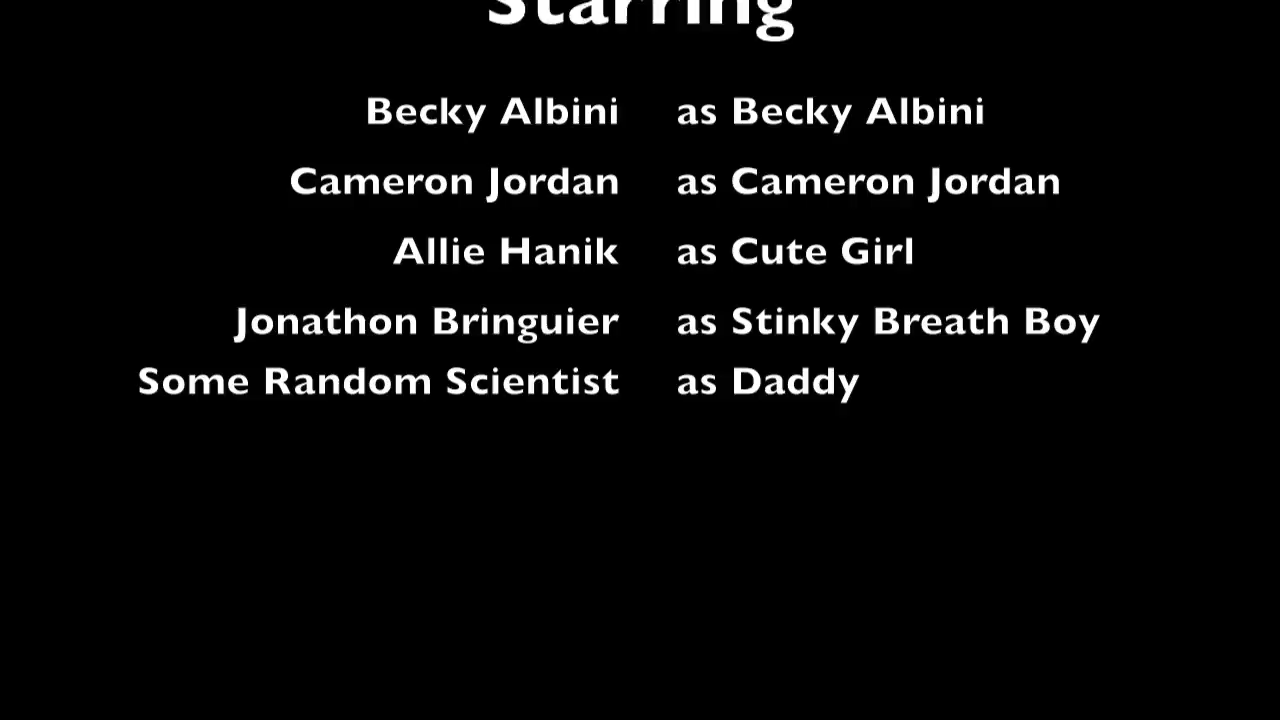 Starring
Becky Albini as Becky Albini
Cameron Jordan as Cameron Jordan
Allie Hanik as Cute Girl
Jonathon Bringuier as Stinky Breath Boy
Some Random Scientist as Daddy